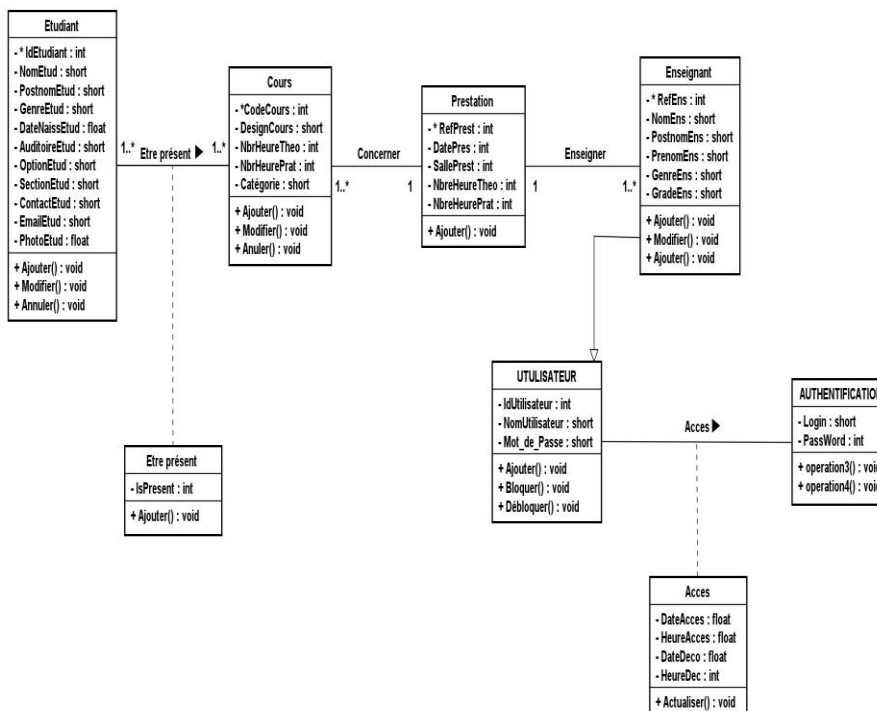 Etudiant
- * IdEtudiant : int
- NomEtud : short
- PostnomEtud : short
- GenreEtud : short
- DateNaissEtud : float
- AuditoireEtud : short
- OptionEtud : short
- SectionEtud : short
- ContactEtud : short
- EmailEtud : short
- PhotoEtud : float
+ Ajouter() : void
+ Modifier() : void
+ Annuler() : void
1..* Etre présent 1..*
Cours
- *CodeCours : int
- DesignCours : short
- NbrHeureTheo : int
- NbrHeurePrat : int
- Catégorie : short
+ Ajouter() : void
+ Modifier() : void
+ Anuler() : void
Concerner
1..* 1
Prestation
- * RefPrest : int
- DatePres : int
- SallePrest : int
- NbreHeureTheo : int
- NbreHeurePrat : int
+ Ajouter() : void
Enseigner
1 1..*
Enseignant
- * RefEns : int
- NomEns : short
- PostnomEns : short
- PrenomEns : short
- GenreEns : short
- GradeEns : short
+ Ajouter() : void
+ Modifier() : void
+ Ajouter() : void
Etre présent
- IsPresent : int
+ Ajouter() : void
UTULISATEUR
- IdUtilisateur : int
- NomUtilisateur : short
- Mot_de_Passe : short
+ Ajouter() : void
+ Bloquer() : void
+ Débloquer() : void
Acces
AUTHENTIFICATION
- Login : short
- PassWord : int
+ operation3() : void
+ operation4() : void
Acces
- DateAcces : float
- HeureAcces : float
- DateDeco : float
- HeureDec : int
+ Actualiser() : void